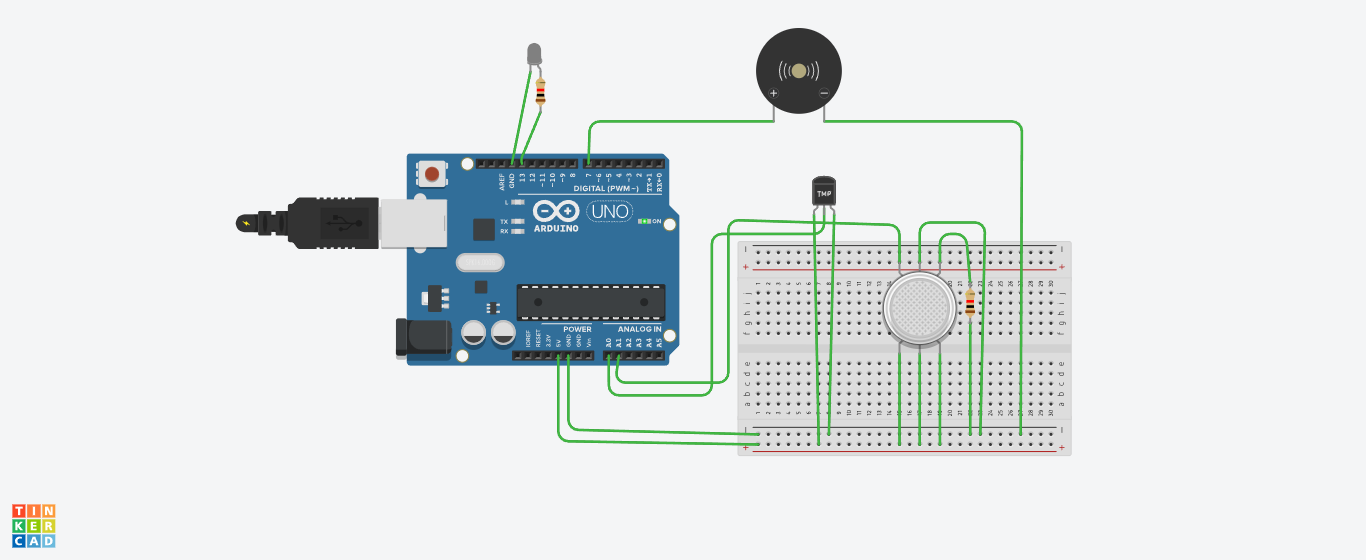 TMP
AREF
GND
13
12
~11
~10
~9
8
7
~6
~5
4
~3
2
TX→1
RX←0
DIGITAL (PWM~)
L
TX
RX
UNO
ON
ARDUINO
POWER
ANALOG IN
IOREF
RESET
3.3V
5V
GND
GND
Vin
A0
A1
A2
A3
A4
A5
j
i
h
g
f
e
d
c
b
a
TIN
KER
CAD